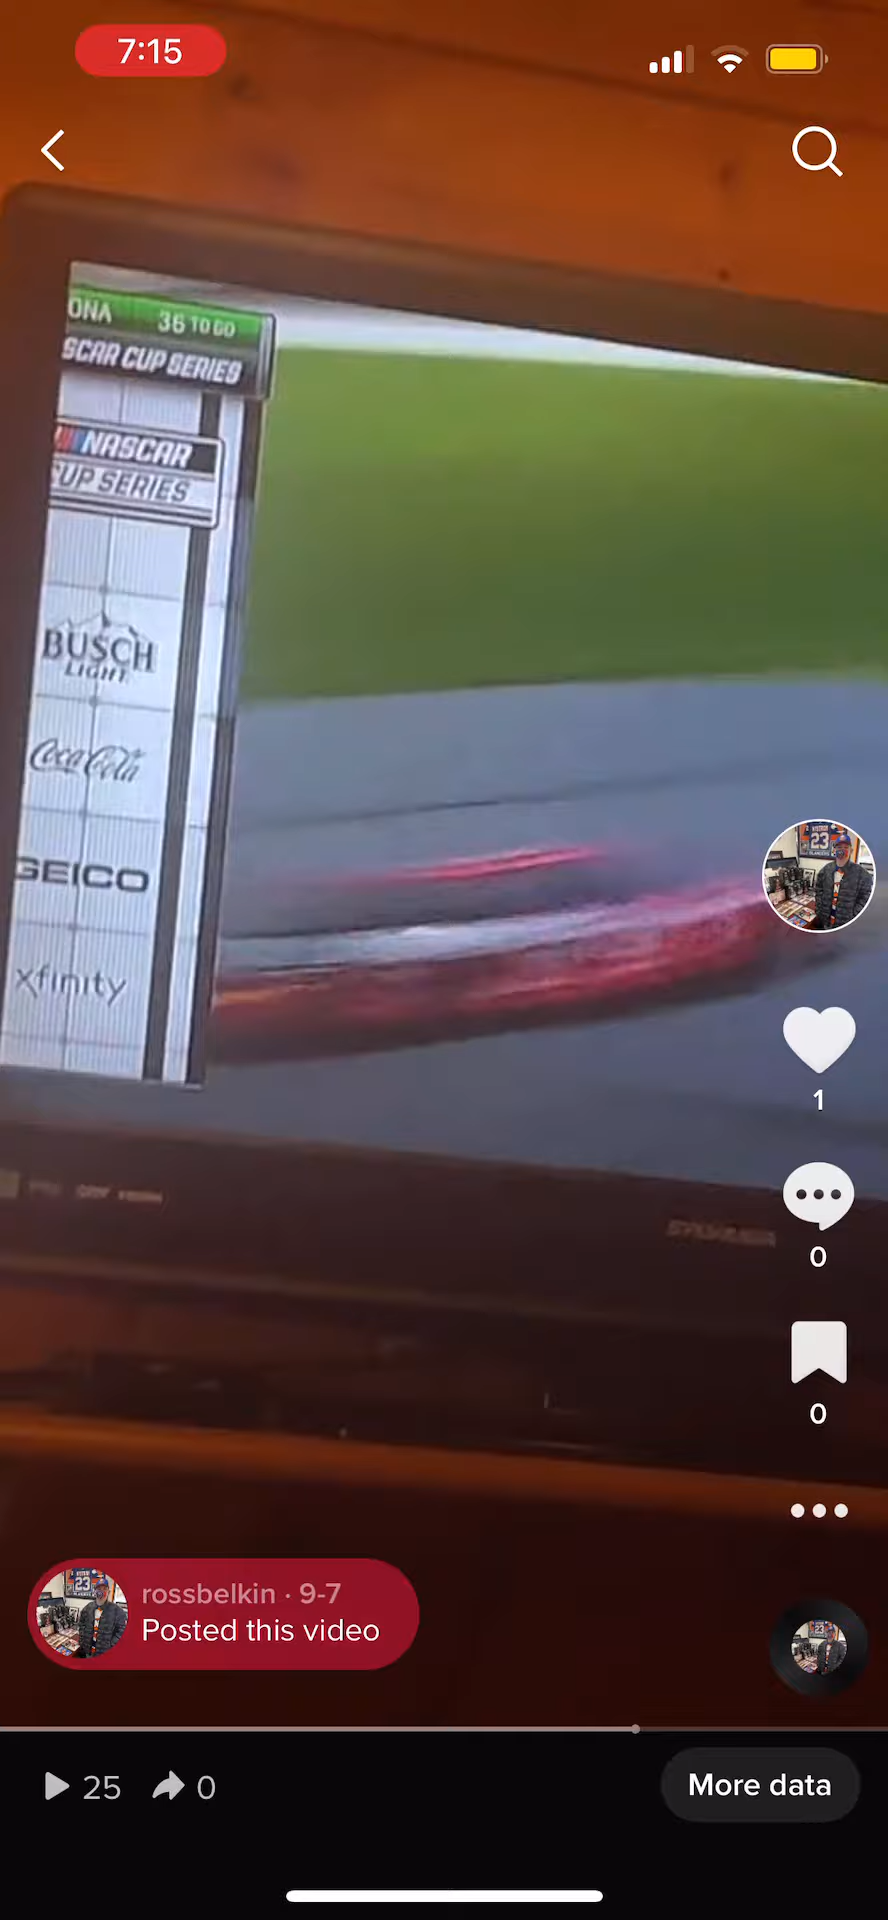 7:15
ONA 36 TO GO
SCAR CUP SERIES
NASCAR
CUP SERIES
BUSCH
LIGHT
Coca-Cola
GEICO
xfinity
23
1
0
0
rossbelkin · 9-7
Posted this video
25
0
More data